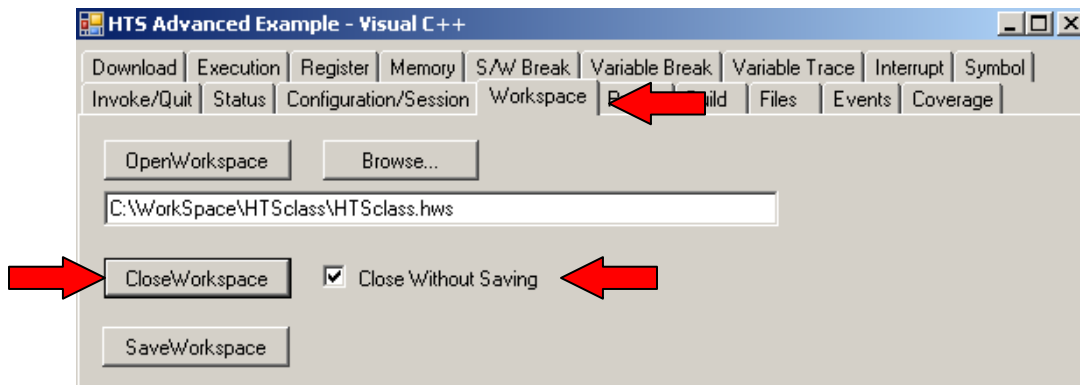 HTS Advanced Example - Visual C++
Download Execution Register Memory S/W Break Variable Break Variable Trace Interrupt Symbol
Invoke/Quit Status Configuration/Session Workspace Files Events Coverage
OpenWorkspace Browse...
C:\WorkSpace\HTSclass\HTSclass.hws
CloseWorkspace Close Without Saving
SaveWorkspace